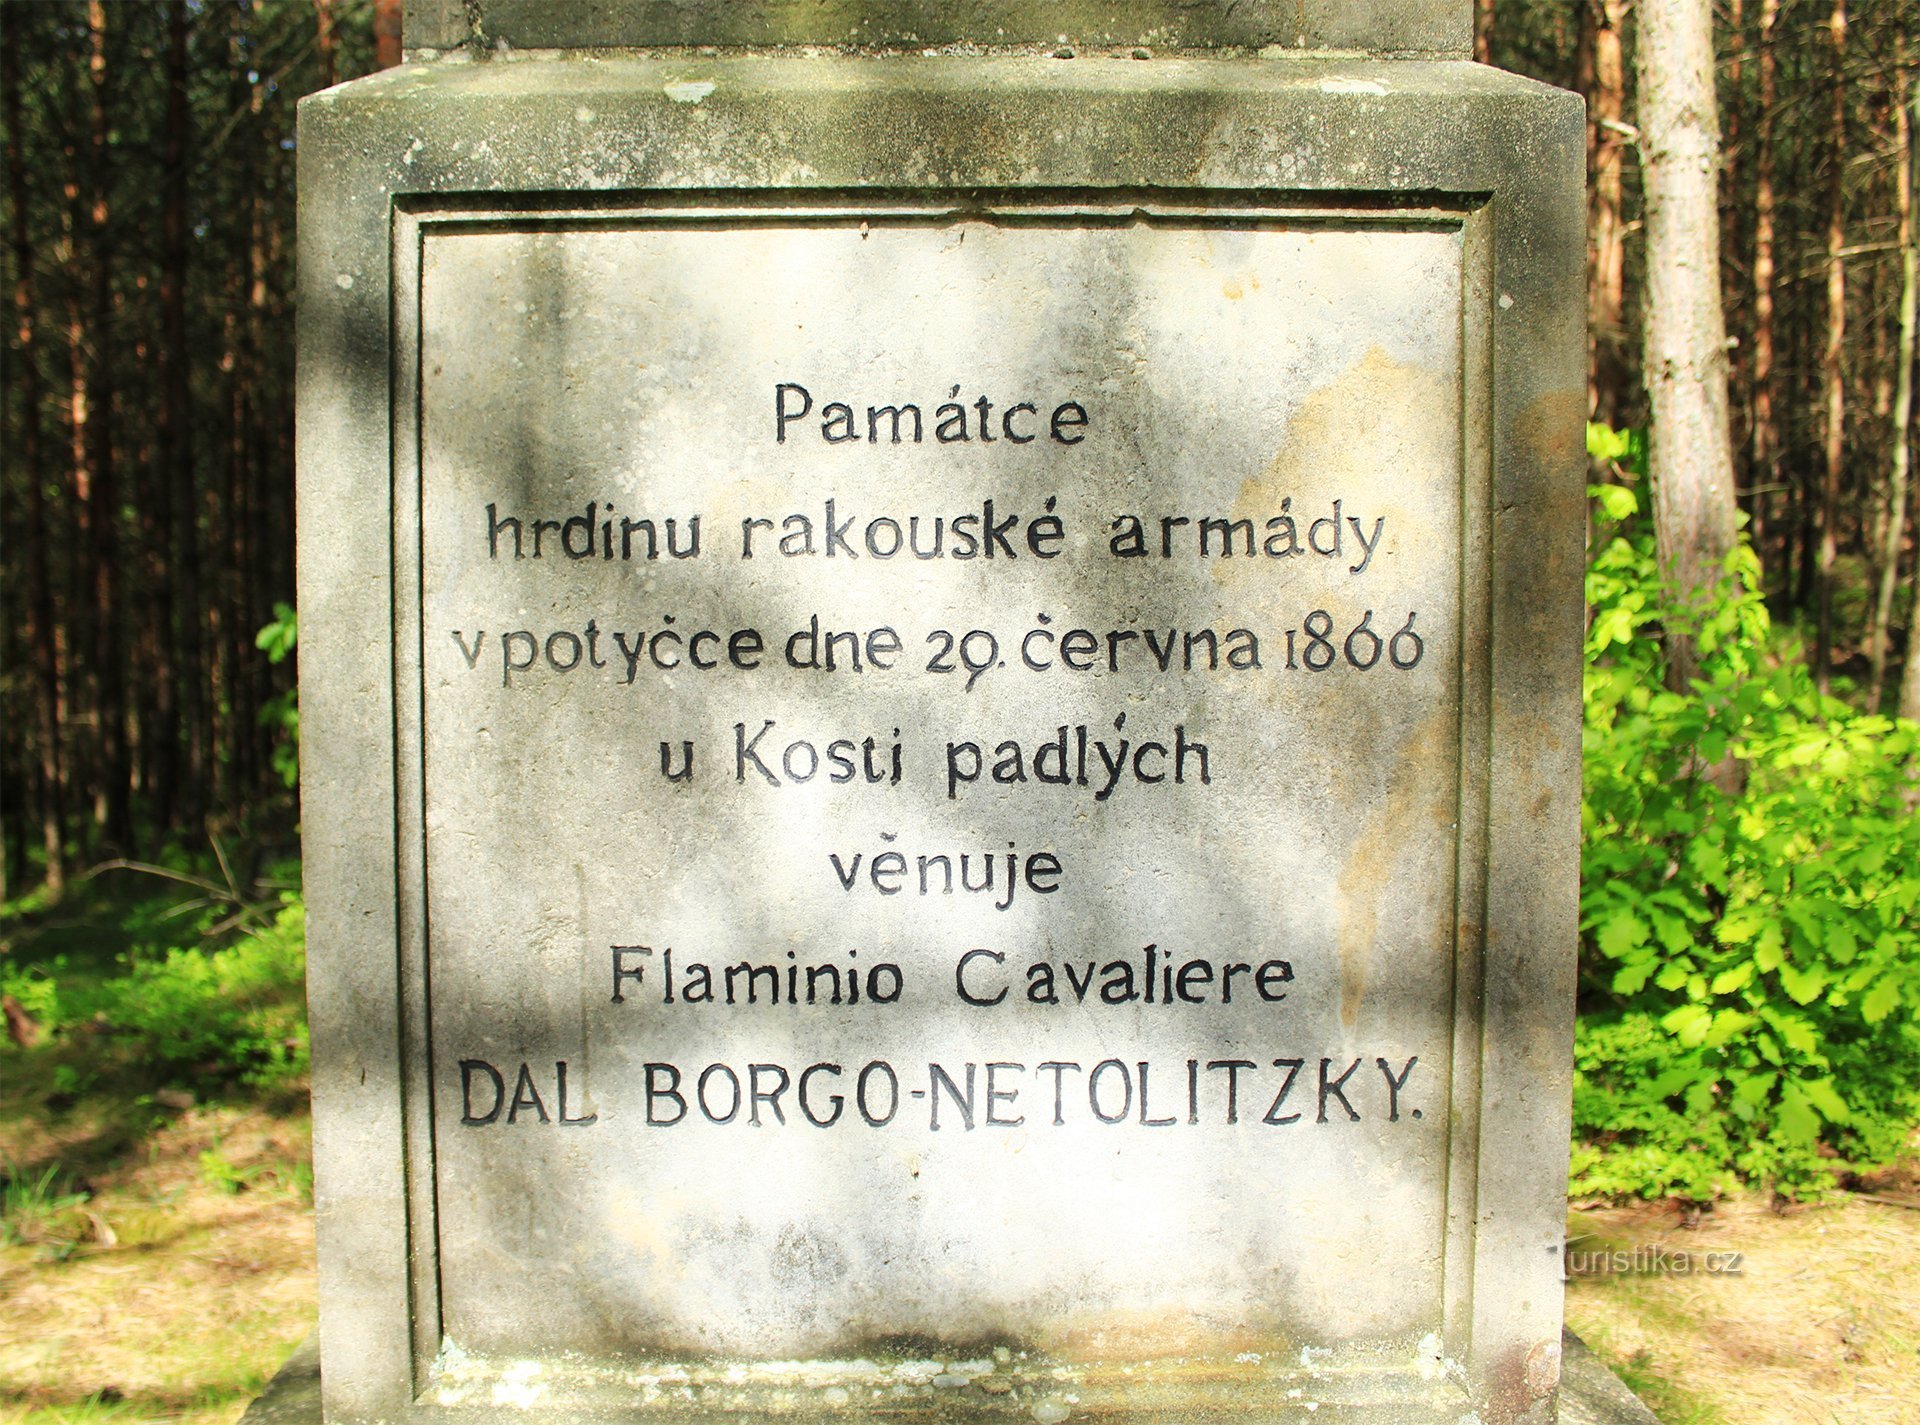 Památce
hrdinu rakouské armády
v potyčce dne 29. června 1866
u Kosti padlých
věnuje
Flaminio Cavaliere
DAL BORGO-NETOLITZKY.
Turistika.cz